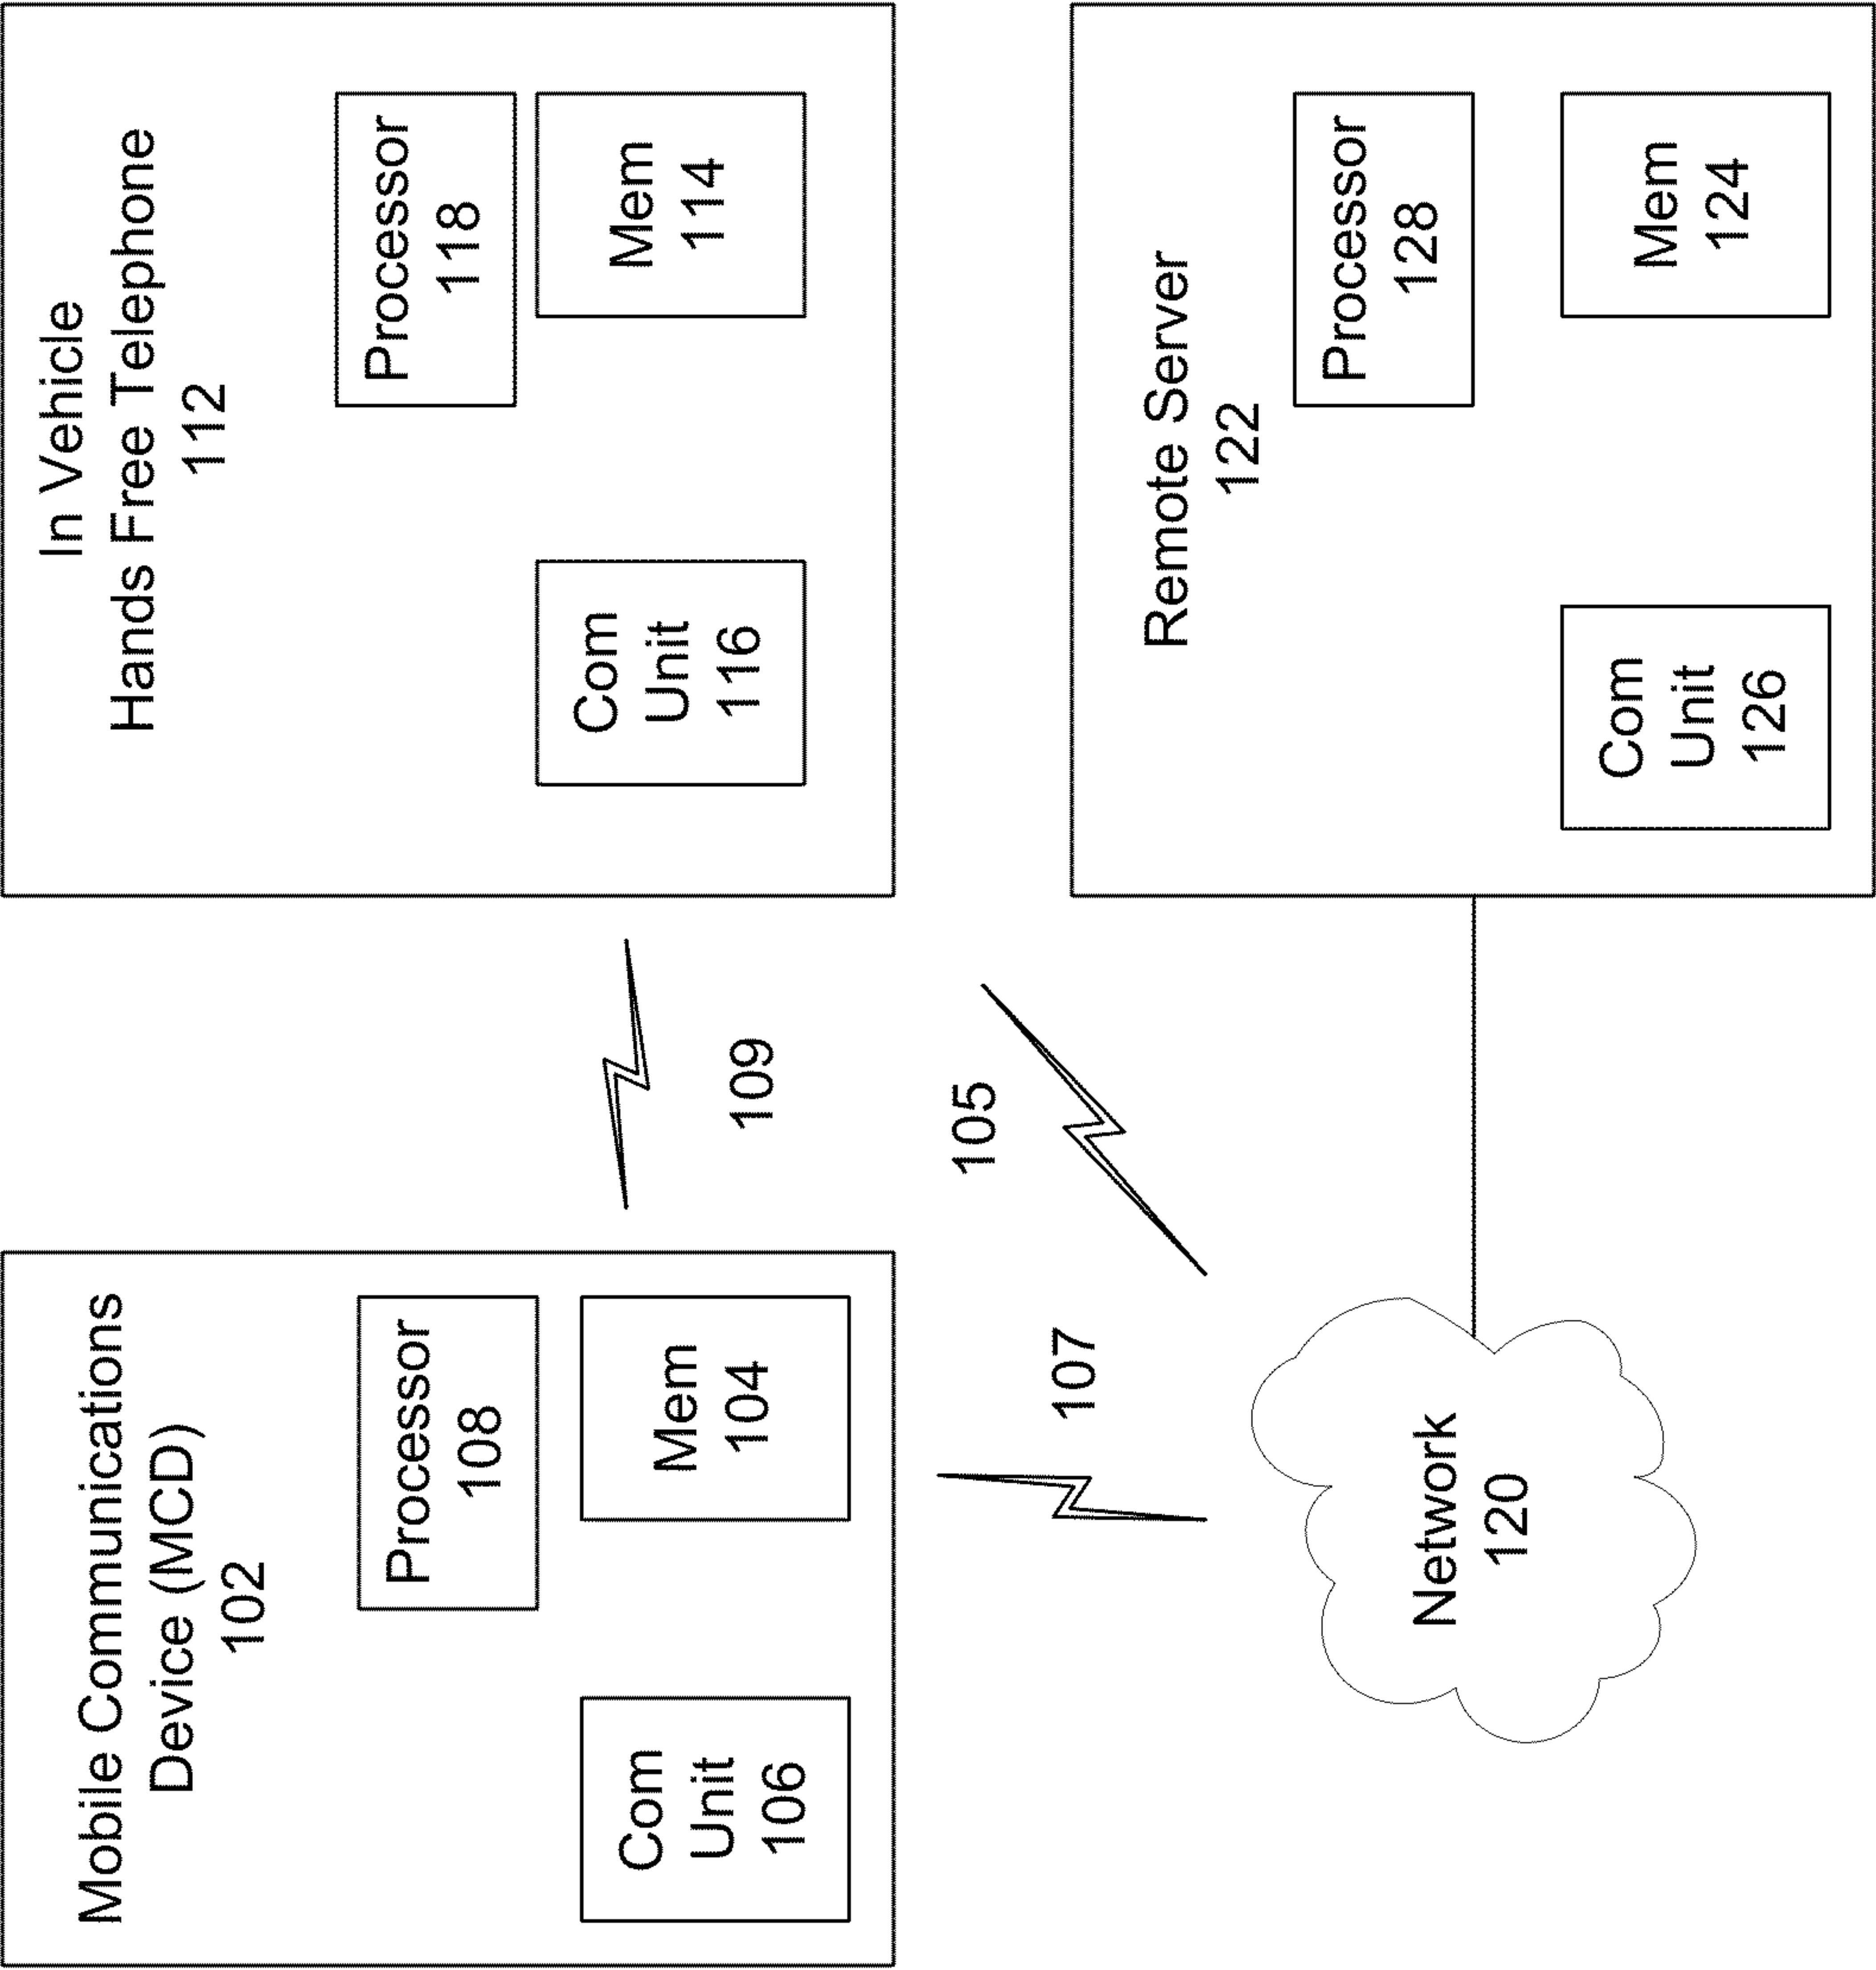 Mobile Communications
Device (MCD)
102
Processor
108
Com
Unit
106
Mem
104
In Vehicle
Hands Free Telephone
112
Processor
118
Com
Unit
116
Mem
114
109
107
105
Network
120
Remote Server
122
Processor
128
Com
Unit
126
Mem
124